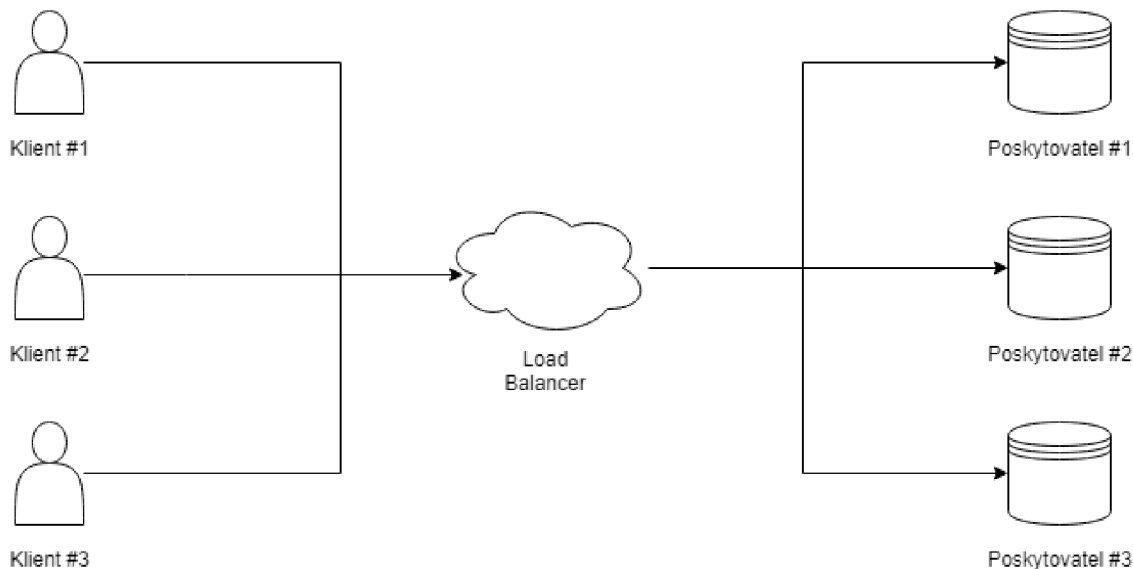 Klient #1
Poskytovatel #1
Klient #2
Load
Balancer
Poskytovatel #2
Klient #3
Poskytovatel #3